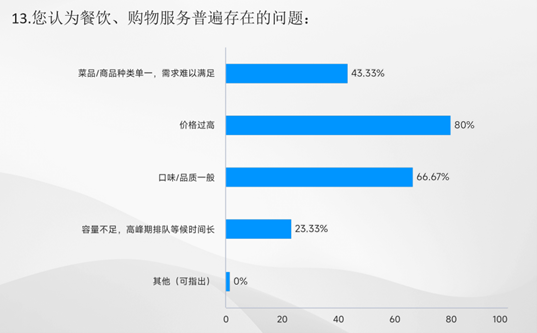 13.您认为餐饮、购物服务普遍存在的问题：
菜品/商品种类单一，需求难以满足
43.33%
价格过高
80%
口味/品质一般
66.67%
容量不足，高峰期排队等候时间长
23.33%
其他（可指出）
0%
0 20 40 60 80 100